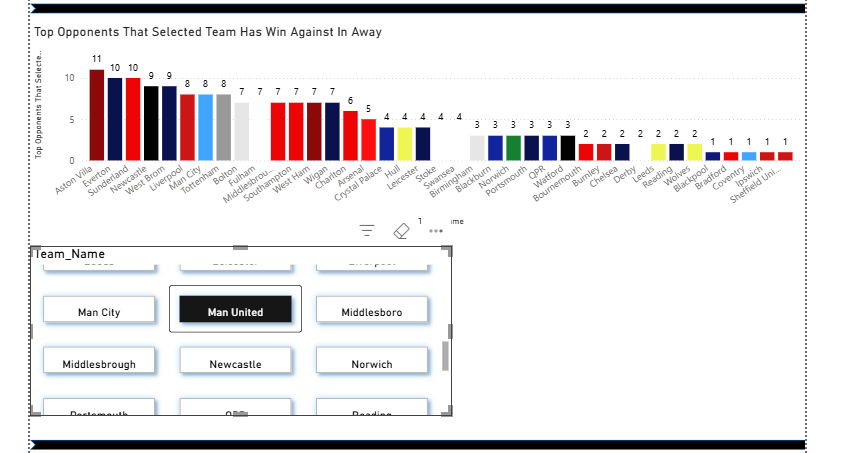 Top Opponents That Selected Team Has Win Against In Away
Top Opponents That Selecte..
10
5
0
11 10 10 9 9 8 8 8 7 7 7 7 7 7 6 5 4 4 4 4 4 3 3 3 3 3 3 2 2 2 2 2 2 2 1 1 1 1 1
Aston Villa Everton Sunderland Newcastle West Brom Liverpool Man City Tottenham Bolton Fulham Middlesbrou... Southampton West Ham Wigan Charlton Arsenal Crystal Palace Hull Leicester Stoke Swansea Birmingham Blackburn Norwich Portsmouth QPR Watford Bournemouth Burnley Chelsea Derby Leeds Reading Wolves Blackpool Bradford Coventry Ipswich Sheffield Uni...
Team_Name
Man City Man United Middlesboro
Middlesbrough Newcastle Norwich
Portsmouth QPR Reading